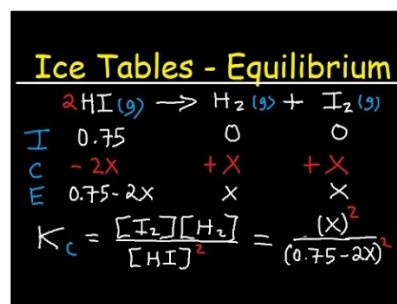 Ice Tables - Equilibrium
2HI(g) → H₂(g) + I₂(g)
I 0.75 0 0
C - 2X + X + X
E 0.75-2X X X
K_c = [I₂][H₂] / [HI]² = (X)² / (0.75-2X)²